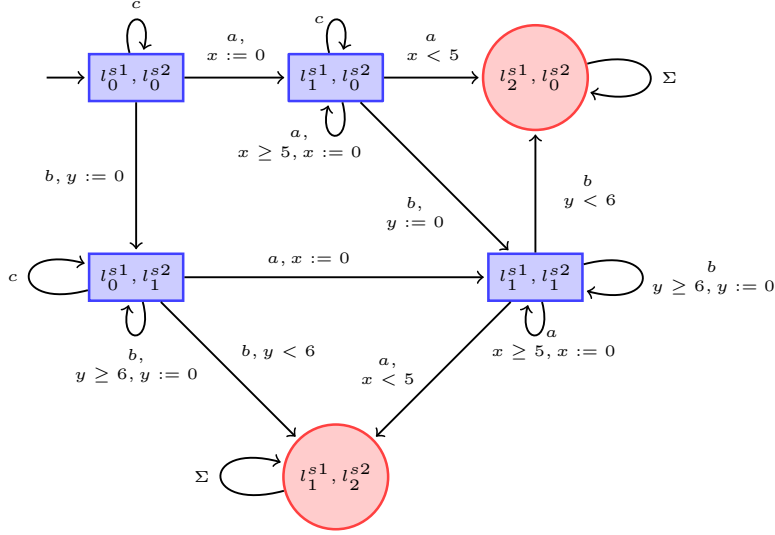 c
c
a,
x := 0
a
x < 5
l_0^{s1}, l_0^{s2}
l_1^{s1}, l_0^{s2}
l_2^{s1}, l_0^{s2}
Σ
a,
x ≥ 5, x := 0
b, y := 0
b,
y := 0
b
y < 6
c
l_0^{s1}, l_1^{s2}
a, x := 0
l_1^{s1}, l_1^{s2}
b
y ≥ 6, y := 0
b,
y ≥ 6, y := 0
b, y < 6
a,
x < 5
a
x ≥ 5, x := 0
Σ
l_1^{s1}, l_2^{s2}